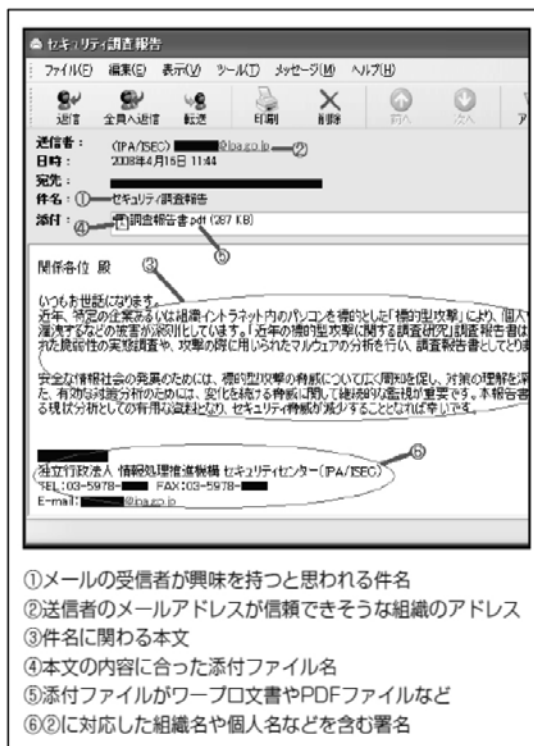 セキュリティ調査報告
ファイル(F) 編集(E) 表示(V) ツール(T) メッセージ(M) ヘルプ(H)
返信 全員へ返信 転送 印刷 削除 前へ 次へ ア
送信者: (IPA/ISEC) @ipa.go.jp ②
日時: 2008年4月16日 11:44
宛先:
件名: ① セキュリティ調査報告
添付: ④ 調査報告書.pdf (287 KB)
⑤
関係各位 殿 ③
いつもお世話になります。
近年、特定の企業あるいは組織イントラネット内のパソコンを標的とした「標的型攻撃」により、個人
漏洩するなどの被害が深刻化しています。「近年の標的型攻撃に関する調査研究」調査報告書は
れた脆弱性の実態調査や、攻撃の際に用いられたマルウェアの分析を行い、調査報告書としてとりま
安全な情報社会の発展のためには、標的型攻撃の脅威について広く周知を促し、対策の理解を深
た、有効な対策分析のためには、変化を続ける脅威に関して継続的な監視が重要です。本報告書
る現状分析としての有用な資料となり、セキュリティ脅威が減少することとなれば幸いです。
⑥
独立行政法人 情報処理推進機構 セキュリティセンター(IPA/ISEC)
TEL:03-5978- FAX:03-5978-
E-mail: @ipa.go.jp
①メールの受信者が興味を持つと思われる件名
②送信者のメールアドレスが信頼できそうな組織のアドレス
③件名に関わる本文
④本文の内容に合った添付ファイル名
⑤添付ファイルがワープロ文書やPDFファイルなど
⑥②に対応した組織名や個人名などを含む署名